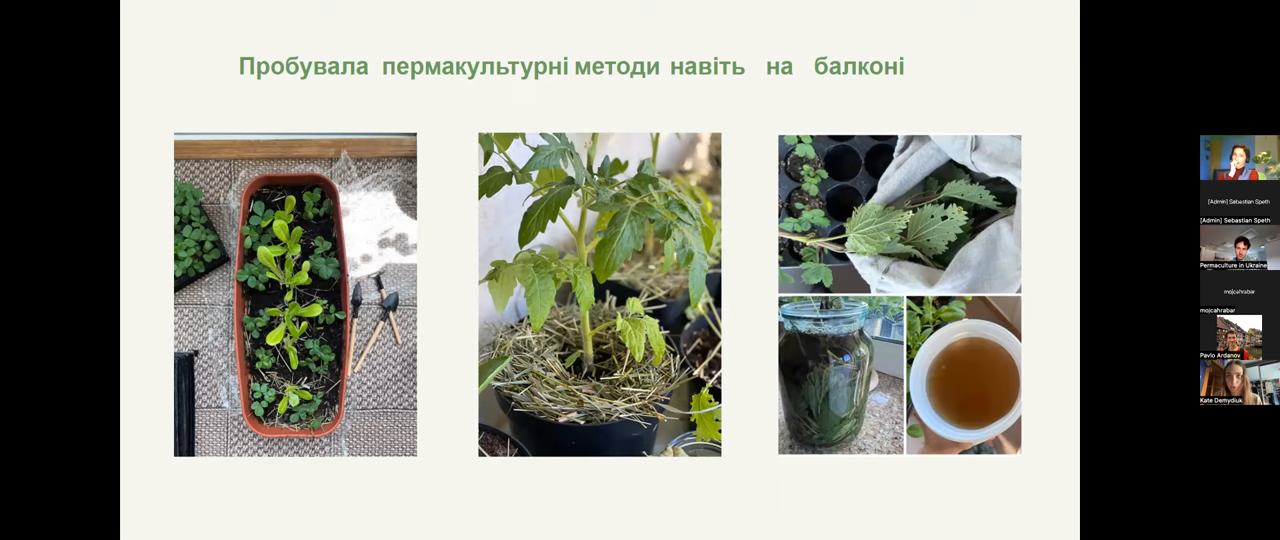 Пробувала пермакультурні методи навіть на балконі
[Admin] Sebastian Speth
[Admin] Sebastian Speth
Permaculture in Ukraine
mojcahrabar
mojcahrabar
Pavlo Ardanov
Kate Demydiuk